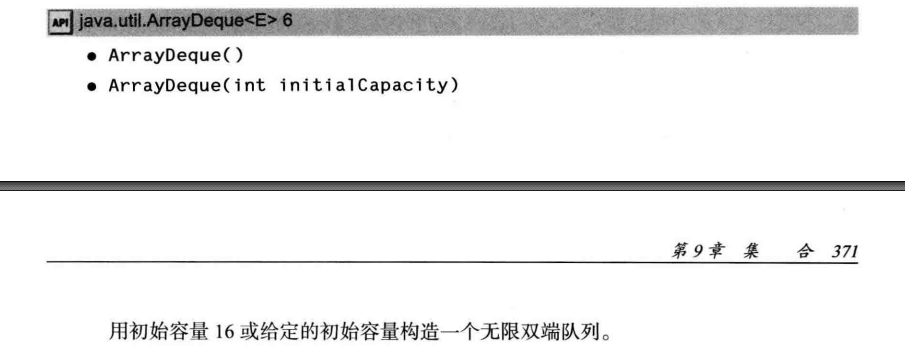 API java.util.ArrayDeque<E> 6
• ArrayDeque()
• ArrayDeque(int initialCapacity)
第9章 集 合 371
用初始容量 16 或给定的初始容量构造一个无限双端队列。